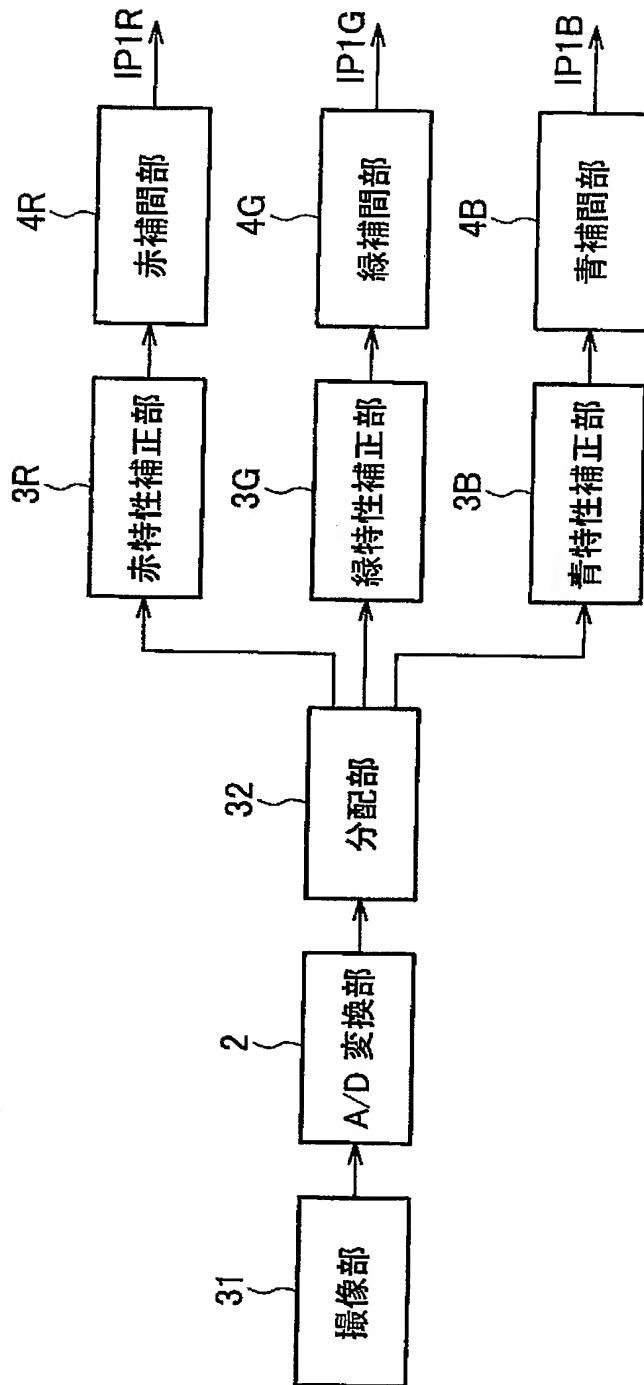 31
撮像部
2
A/D 変換部
32
分配部
3R
赤特性補正部
4R
赤補間部
IP1R
3G
緑特性補正部
4G
緑補間部
IP1G
3B
青特性補正部
4B
青補間部
IP1B